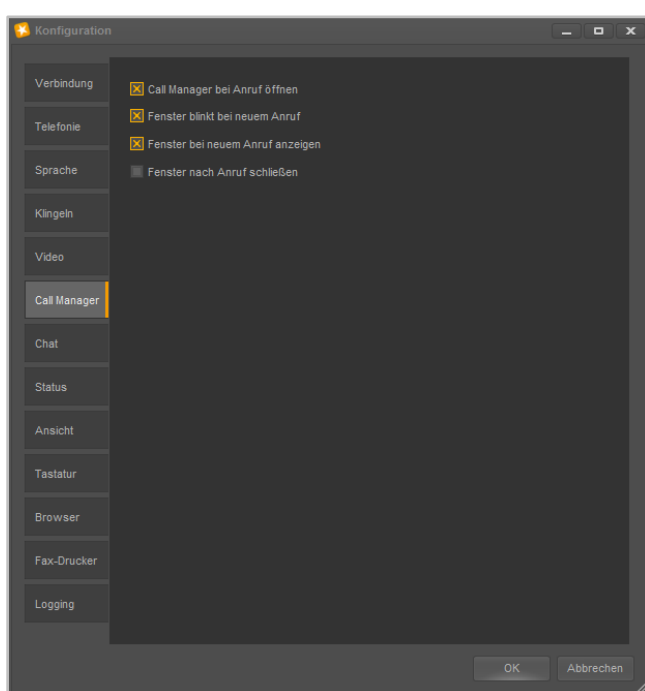 Konfiguration
Verbindung
Telefonie
Sprache
Klingeln
Video
Call Manager
Chat
Status
Ansicht
Tastatur
Browser
Fax-Drucker
Logging
Call Manager bei Anruf öffnen
Fenster blinkt bei neuem Anruf
Fenster bei neuem Anruf anzeigen
Fenster nach Anruf schließen
OK
Abbrechen